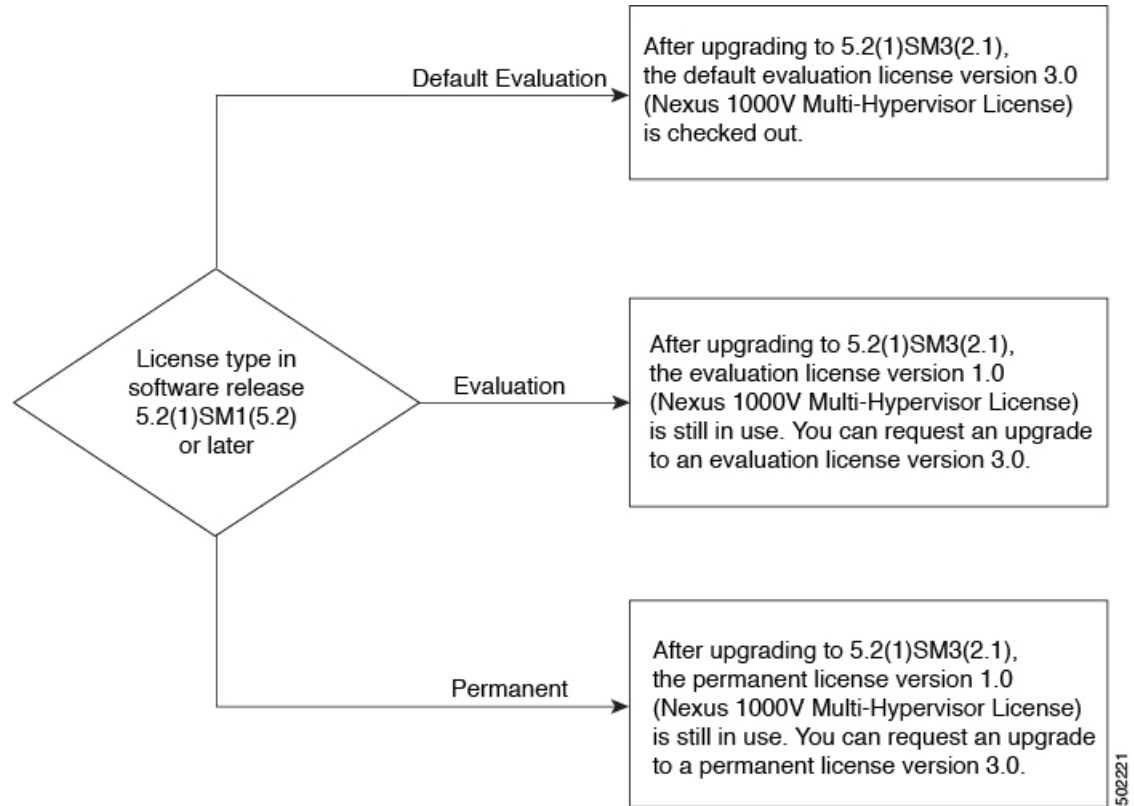 Default Evaluation
After upgrading to 5.2(1)SM3(2.1),
the default evaluation license version 3.0
(Nexus 1000V Multi-Hypervisor License)
is checked out.
License type in
software release
5.2(1)SM1(5.2)
or later
Evaluation
After upgrading to 5.2(1)SM3(2.1),
the evaluation license version 1.0
(Nexus 1000V Multi-Hypervisor License)
is still in use. You can request an upgrade
to an evaluation license version 3.0.
Permanent
After upgrading to 5.2(1)SM3(2.1),
the permanent license version 1.0
(Nexus 1000V Multi-Hypervisor License)
is still in use. You can request an upgrade
to a permanent license version 3.0.
502221